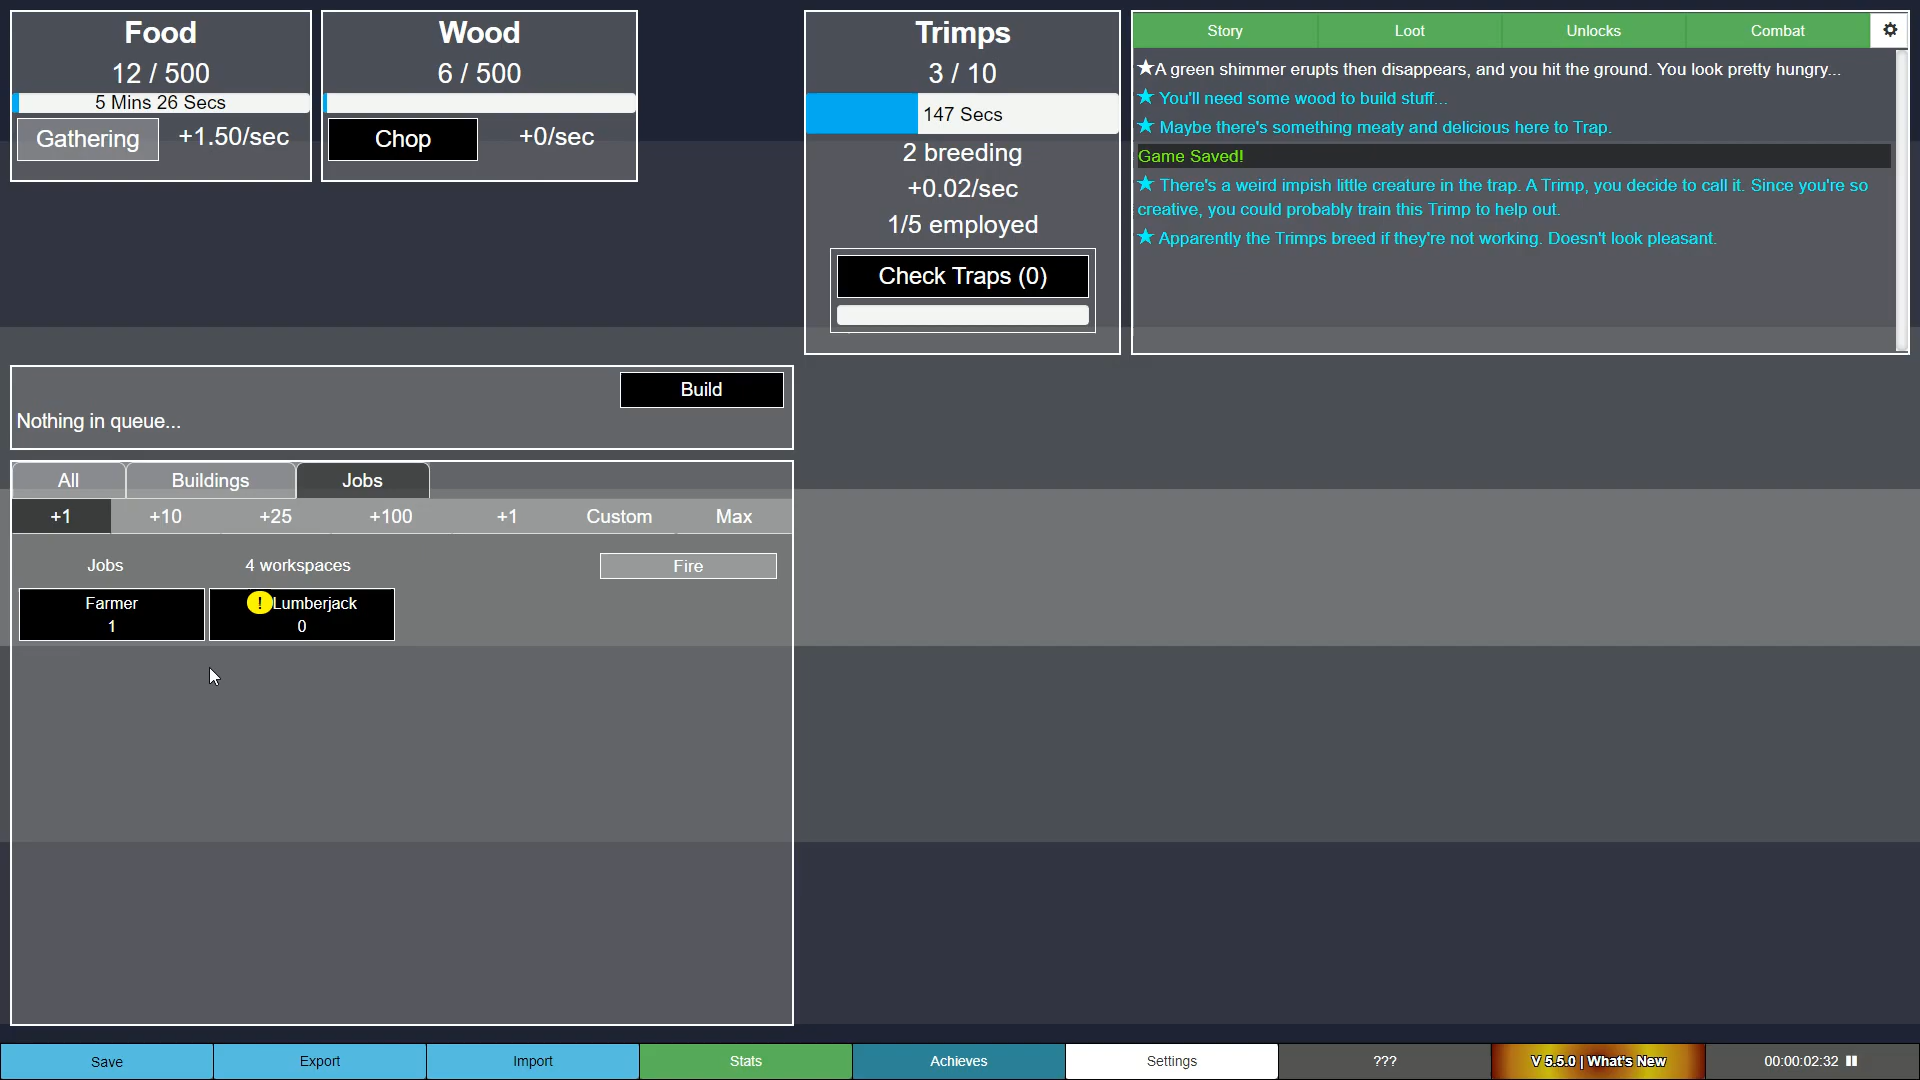 Food
12 / 500
5 Mins 26 Secs
Gathering
+1.50/sec
Wood
6 / 500
Chop
+0/sec
Trimps
3 / 10
147 Secs
2 breeding
+0.02/sec
1/5 employed
Check Traps (0)
Story
Loot
Unlocks
Combat
A green shimmer erupts then disappears, and you hit the ground. You look pretty hungry...
You'll need some wood to build stuff...
Maybe there's something meaty and delicious here to Trap.
Game Saved!
There's a weird impish little creature in the trap. A Trimp, you decide to call it. Since you're so
creative, you could probably train this Trimp to help out.
Apparently the Trimps breed if they're not working. Doesn't look pleasant.
Build
Nothing in queue...
All
Buildings
Jobs
+1
+10
+25
+100
+1
Custom
Max
Jobs
4 workspaces
Fire
Farmer
1
! Lumberjack
0
Save
Export
Import
Stats
Achieves
Settings
???
V 5.5.0 | What's New
00:00:02:32